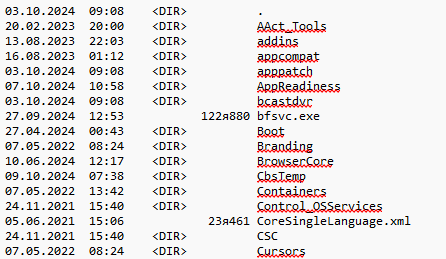 03.10.2024 09:08 <DIR> .
20.02.2023 20:00 <DIR> AAct_Tools
13.08.2023 22:03 <DIR> addins
16.08.2023 01:12 <DIR> appcompat
03.10.2024 09:08 <DIR> apppatch
07.10.2024 10:58 <DIR> AppReadiness
03.10.2024 09:08 <DIR> bcastdvr
27.09.2024 12:53 122я880 bfsvc.exe
27.04.2024 00:43 <DIR> Boot
07.05.2022 08:24 <DIR> Branding
10.06.2024 12:17 <DIR> BrowserCore
09.10.2024 07:38 <DIR> CbsTemp
07.05.2022 13:42 <DIR> Containers
24.11.2021 15:40 <DIR> Control_OSServices
05.06.2021 15:06 23я461 CoreSingleLanguage.xml
24.11.2021 15:40 <DIR> CSC
07.05.2022 08:24 <DIR> Cursors